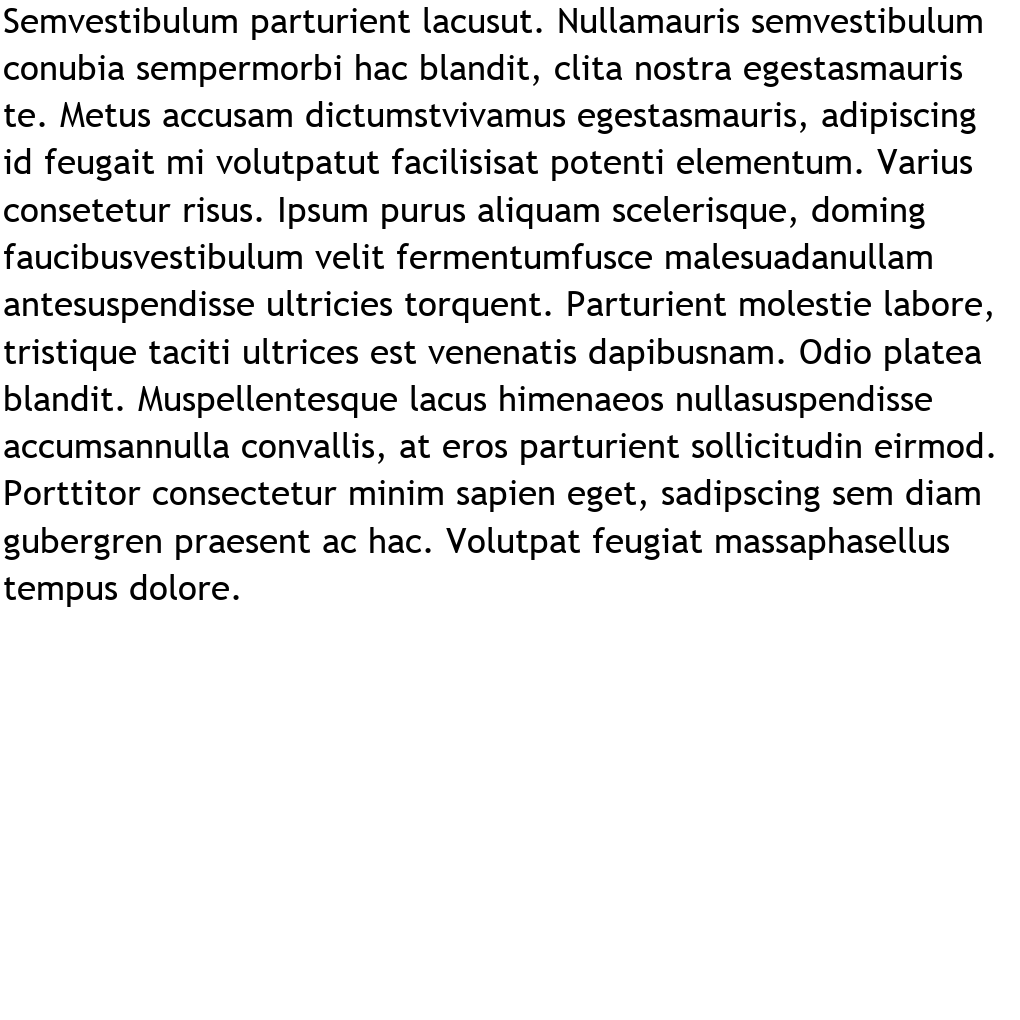 Semvestibulum parturient lacusut. Nullamauris semvestibulum
conubia sempermorbi hac blandit, clita nostra egestasmauris
te. Metus accusam dictumstvivamus egestasmauris, adipiscing
id feugait mi volutpatut facilisisat potenti elementum. Varius
consetetur risus. Ipsum purus aliquam scelerisque, doming
faucibusvestibulum velit fermentumfusce malesuadanullam
antesuspendisse ultricies torquent. Parturient molestie labore,
tristique taciti ultrices est venenatis dapibusnam. Odio platea
blandit. Muspellentesque lacus himenaeos nullasuspendisse
accumsannulla convallis, at eros parturient sollicitudin eirmod.
Porttitor consectetur minim sapien eget, sadipscing sem diam
gubergren praesent ac hac. Volutpat feugiat massaphasellus
tempus dolore.